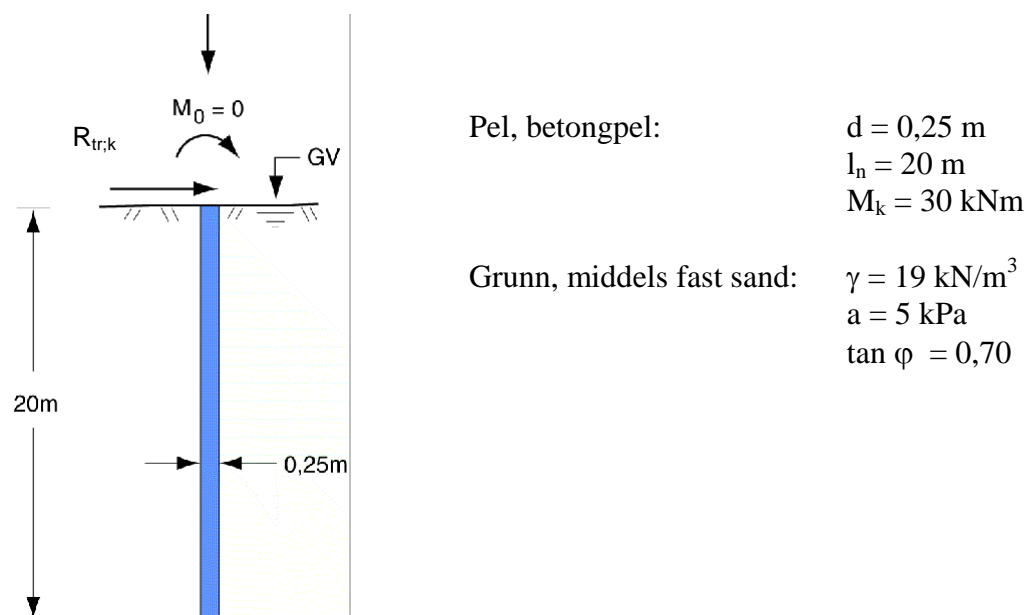 M₀ = 0
R_tr;k
GV
20m
0,25m
Pel, betongpel: d = 0,25 m
lₙ = 20 m
Mₖ = 30 kNm
Grunn, middels fast sand: γ = 19 kN/m³
a = 5 kPa
tan φ = 0,70